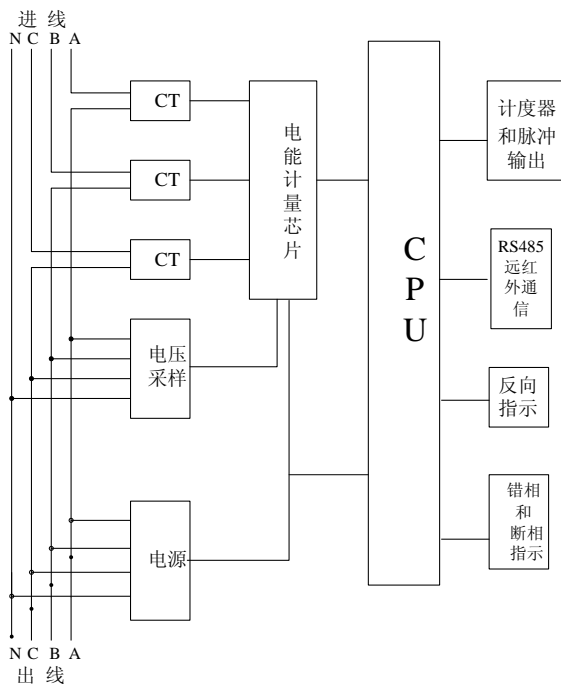 进 线
N C B A
CT
CT
CT
电能计量芯片
电压
采样
电源
CPU
计度器
和脉冲
输出
RS485
远红
外通
信
反向
指示
错相
和
断相
指示
N C B A
出 线